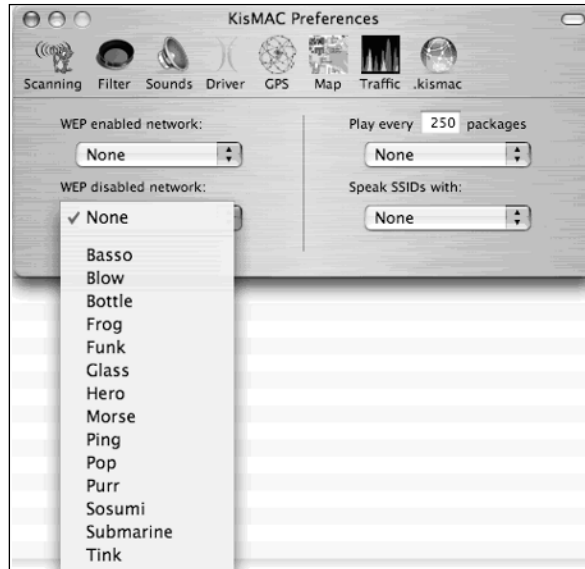 KisMAC Preferences
Scanning Filter Sounds Driver GPS Map Traffic .kismac
WEP enabled network:
None
WEP disabled network:
None
Basso
Blow
Bottle
Frog
Funk
Glass
Hero
Morse
Ping
Pop
Purr
Sosumi
Submarine
Tink
Play every 250 packages
None
Speak SSIDs with:
None